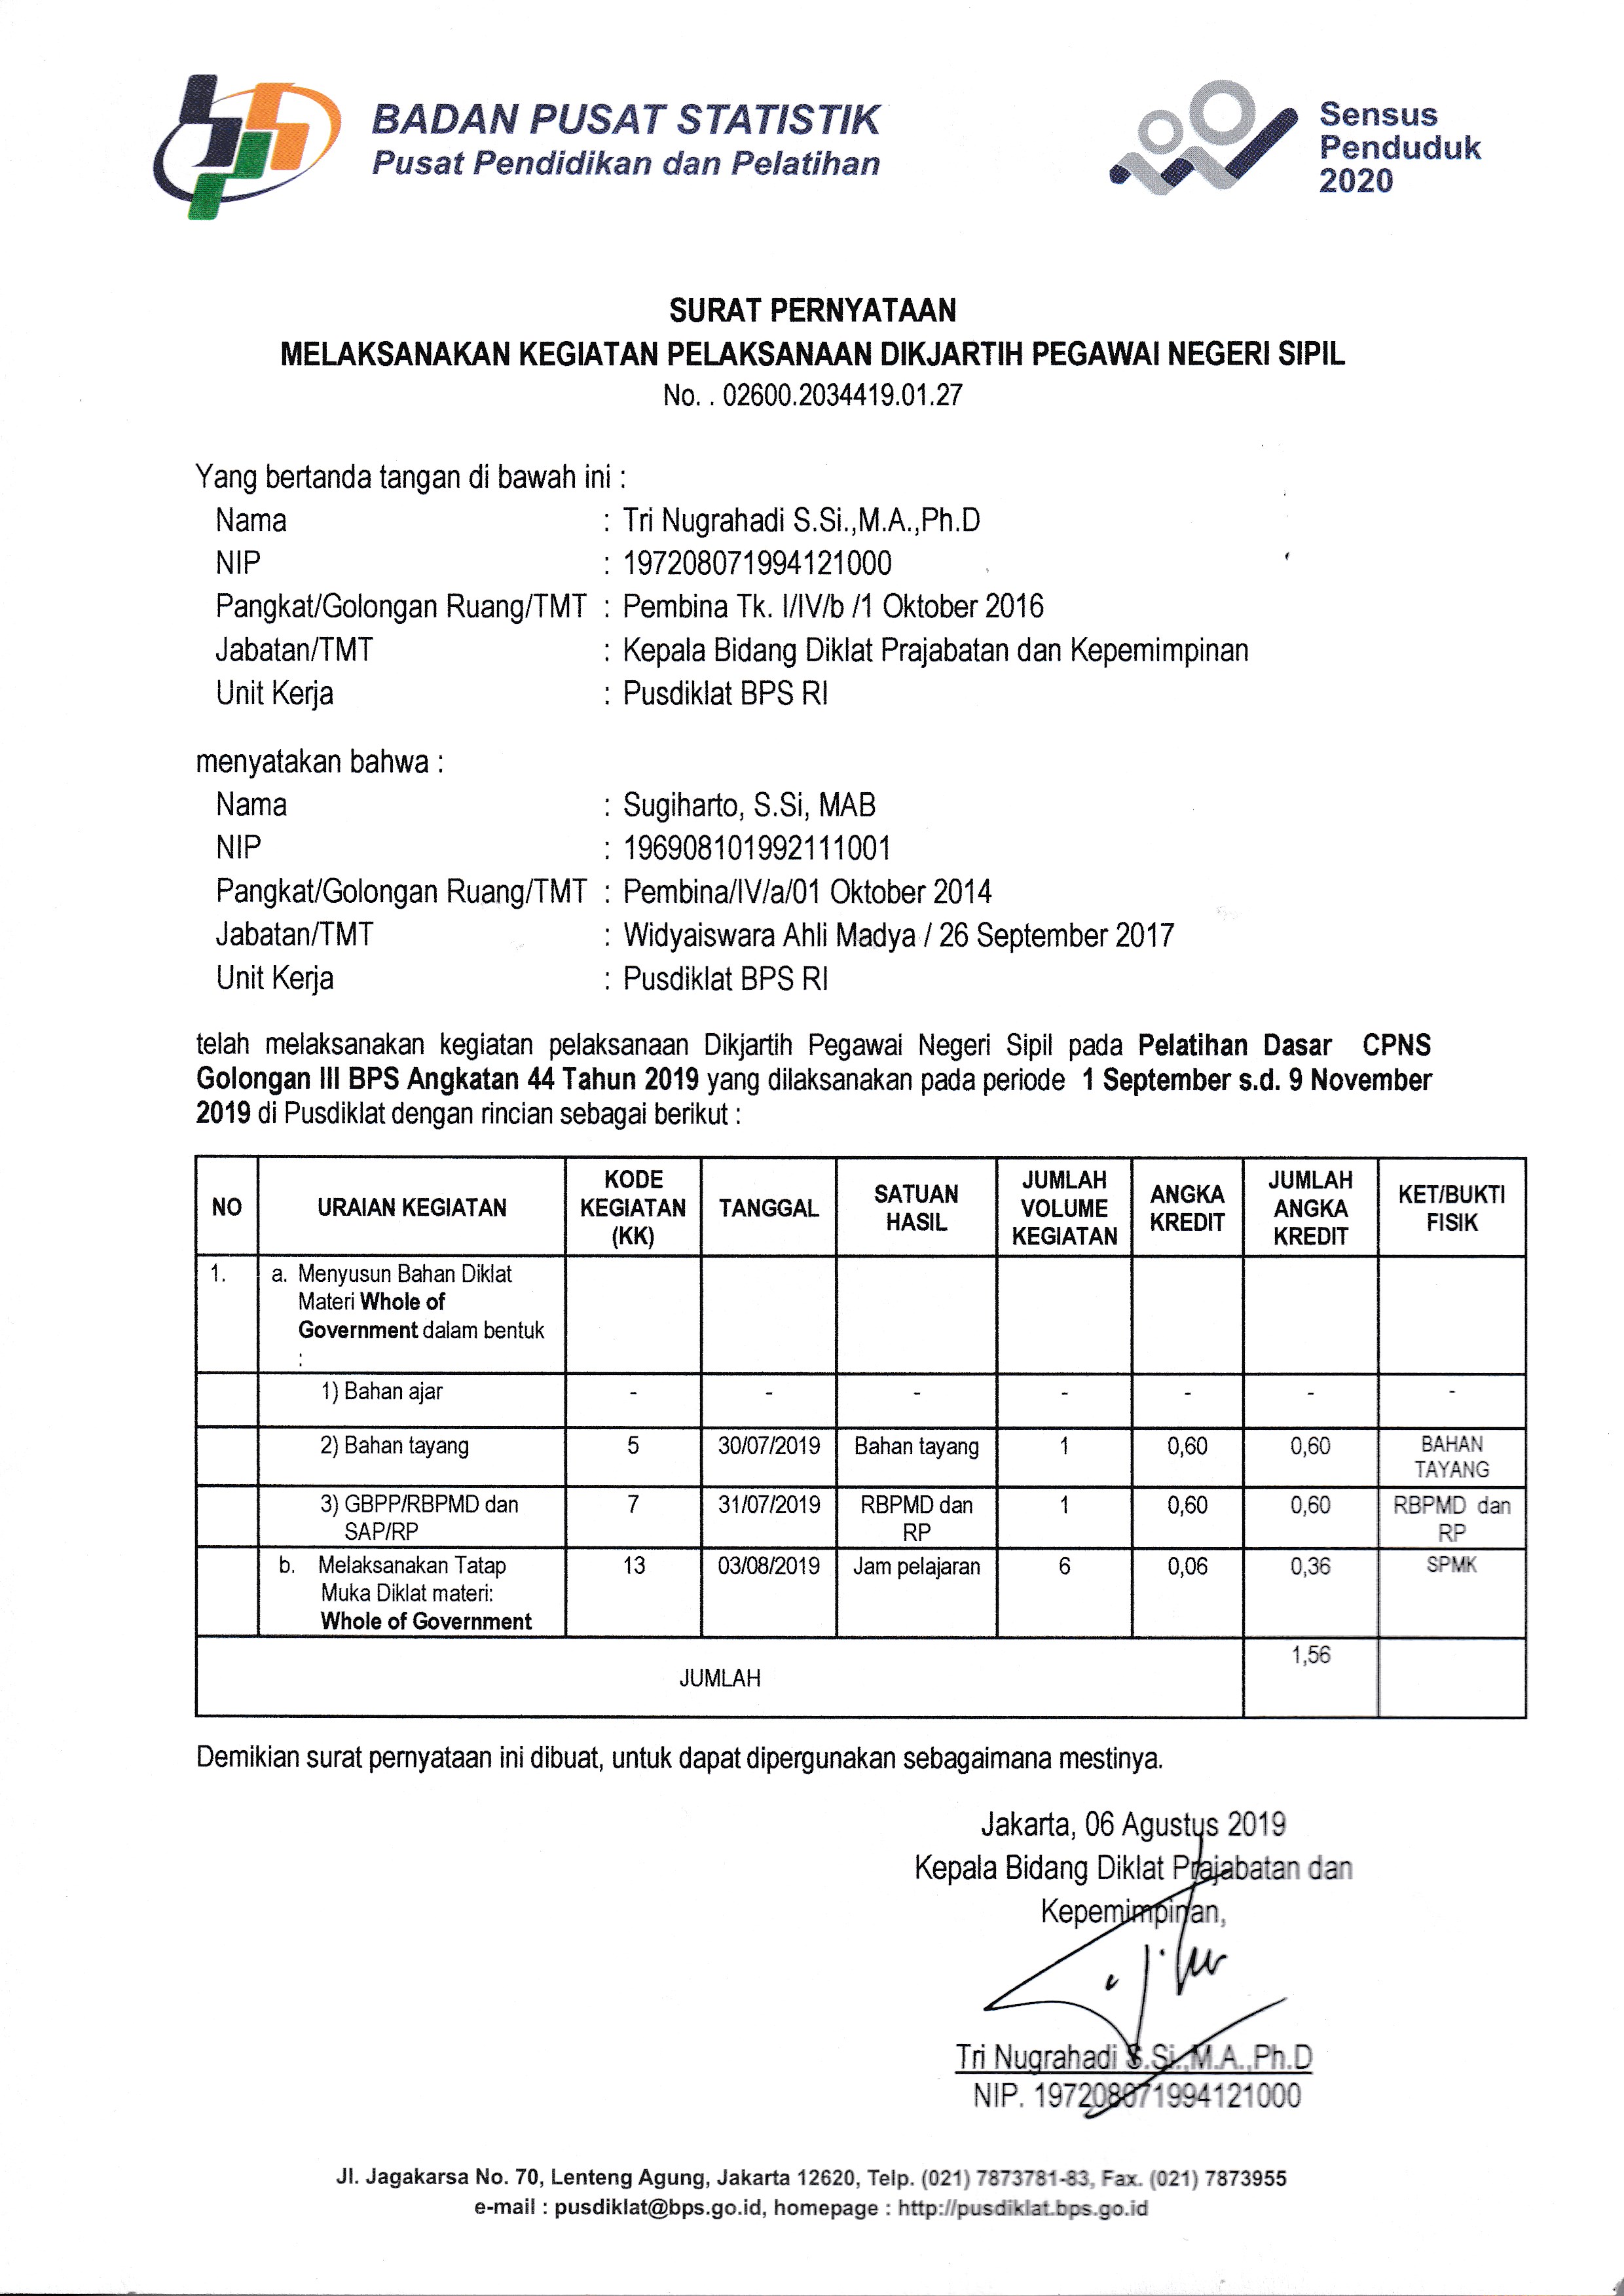 BADAN PUSAT STATISTIK
Pusat Pendidikan dan Pelatihan
Sensus
Penduduk
2020
SURAT PERNYATAAN
MELAKSANAKAN KEGIATAN PELAKSANAAN DIKJARTIH PEGAWAI NEGERI SIPIL
No. . 02600.2034419.01.27
Yang bertanda tangan di bawah ini :
Nama : Tri Nugrahadi S.Si.,M.A.,Ph.D
NIP : 197208071994121000
Pangkat/Golongan Ruang/TMT : Pembina Tk. I/IV/b /1 Oktober 2016
Jabatan/TMT : Kepala Bidang Diklat Prajabatan dan Kepemimpinan
Unit Kerja : Pusdiklat BPS RI
menyatakan bahwa :
Nama : Sugiharto, S.Si, MAB
NIP : 196908101992111001
Pangkat/Golongan Ruang/TMT : Pembina/IV/a/01 Oktober 2014
Jabatan/TMT : Widyaiswara Ahli Madya / 26 September 2017
Unit Kerja : Pusdiklat BPS RI
telah melaksanakan kegiatan pelaksanaan Dikjartih Pegawai Negeri Sipil pada Pelatihan Dasar CPNS
Golongan III BPS Angkatan 44 Tahun 2019 yang dilaksanakan pada periode 1 September s.d. 9 November
2019 di Pusdiklat dengan rincian sebagai berikut :
NO URAIAN KEGIATAN KODE KEGIATAN (KK) TANGGAL SATUAN HASIL JUMLAH VOLUME KEGIATAN ANGKA KREDIT JUMLAH ANGKA KREDIT KET/BUKTI FISIK
1. a. Menyusun Bahan Diklat
Materi Whole of
Government dalam bentuk
:
1) Bahan ajar - - - - - - -
2) Bahan tayang 5 30/07/2019 Bahan tayang 1 0,60 0,60 BAHAN TAYANG
3) GBPP/RBPMD dan SAP/RP 7 31/07/2019 RBPMD dan RP 1 0,60 0,60 RBPMD dan RP
b. Melaksanakan Tatap Muka Diklat materi: Whole of Government 13 03/08/2019 Jam pelajaran 6 0,06 0,36 SPMK
JUMLAH 1,56
Demikian surat pernyataan ini dibuat, untuk dapat dipergunakan sebagaimana mestinya.
Jakarta, 06 Agustus 2019
Kepala Bidang Diklat Prajabatan dan
Kepemimpinan,
Tri Nugrahadi S.Si.,M.A.,Ph.D
NIP. 197208071994121000
Jl. Jagakarsa No. 70, Lenteng Agung, Jakarta 12620, Telp. (021) 7873781-83, Fax. (021) 7873955
e-mail : pusdiklat@bps.go.id, homepage : http://pusdiklat.bps.go.id